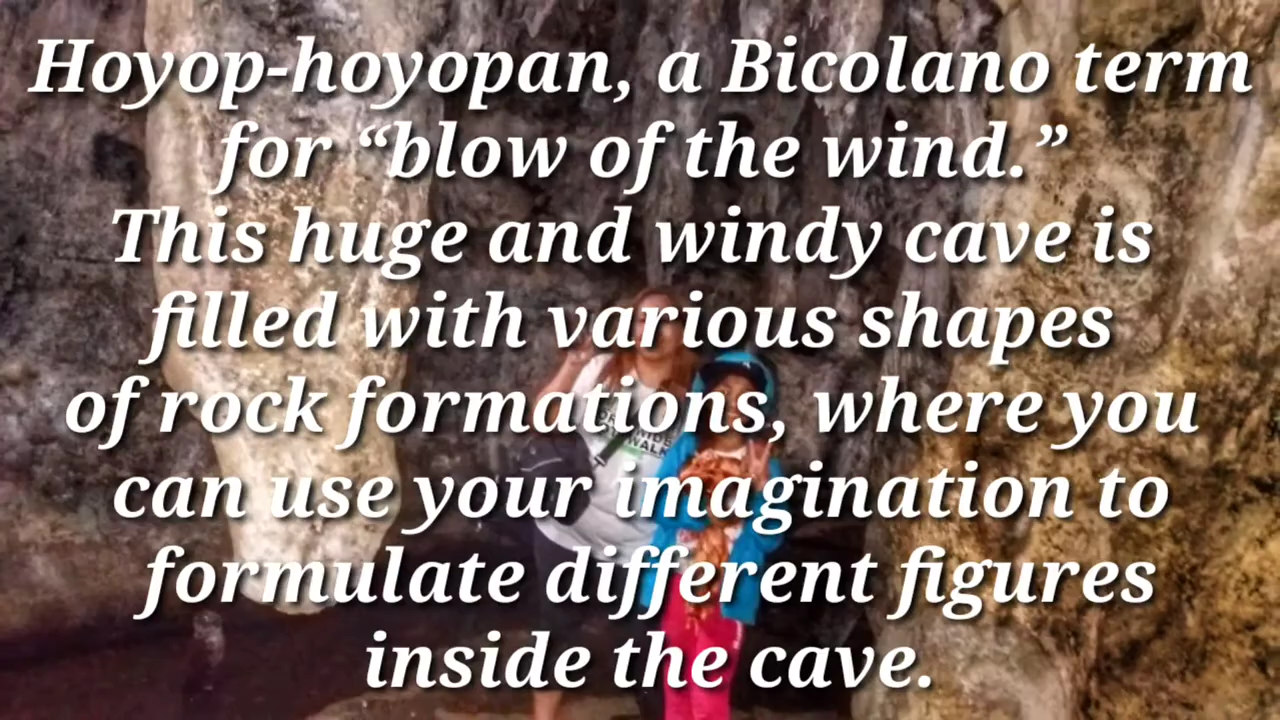 Hoyop-hoyopan, a Bicolano term
for “blow of the wind.”
This huge and windy cave is
filled with various shapes
of rock formations, where you
can use your imagination to
formulate different figures
inside the cave.
WALK